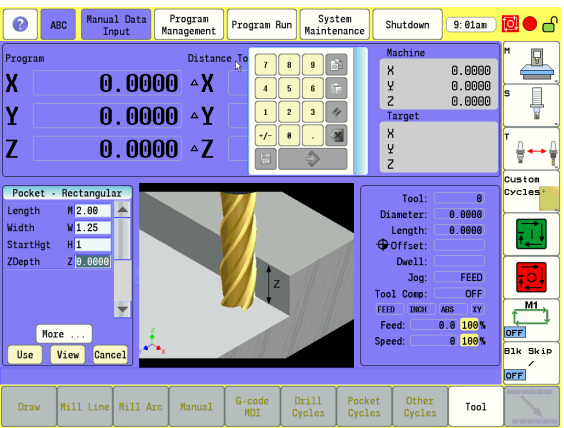 ?
ABC
Manual Data
Input
Program
Management
Program Run
System
Maintenance
Shutdown
9:01am
Program
Distance To
Machine
X 0.0000 X
Y 0.0000 Y
Z 0.0000 Z
7 8 9
4 5 6
1 2 3
+/- 0 .
X 0.0000
Y 0.0000
Z 0.0000
Target
X
Y
Z
M
S
T
Custom
Cycles
Pocket - Rectangular
Length M 2.00
Width W 1.25
StartHgt H 1
ZDepth Z 0.0000
More ...
Use View Cancel
Z
Z
Y
X
Tool: 0
Diameter: 0.0000
Length: 0.0000
Offset:
Dwell:
Jog: FEED
Tool Comp: OFF
FEED INCH ABS XY
Feed: 0.0 100%
Speed: 0 100%
M1
OFF
Blk Skip
/
OFF
Draw
Mill Line
Mill Arc
Manual
G-code
MDI
Drill
Cycles
Pocket
Cycles
Other
Cycles
Tool